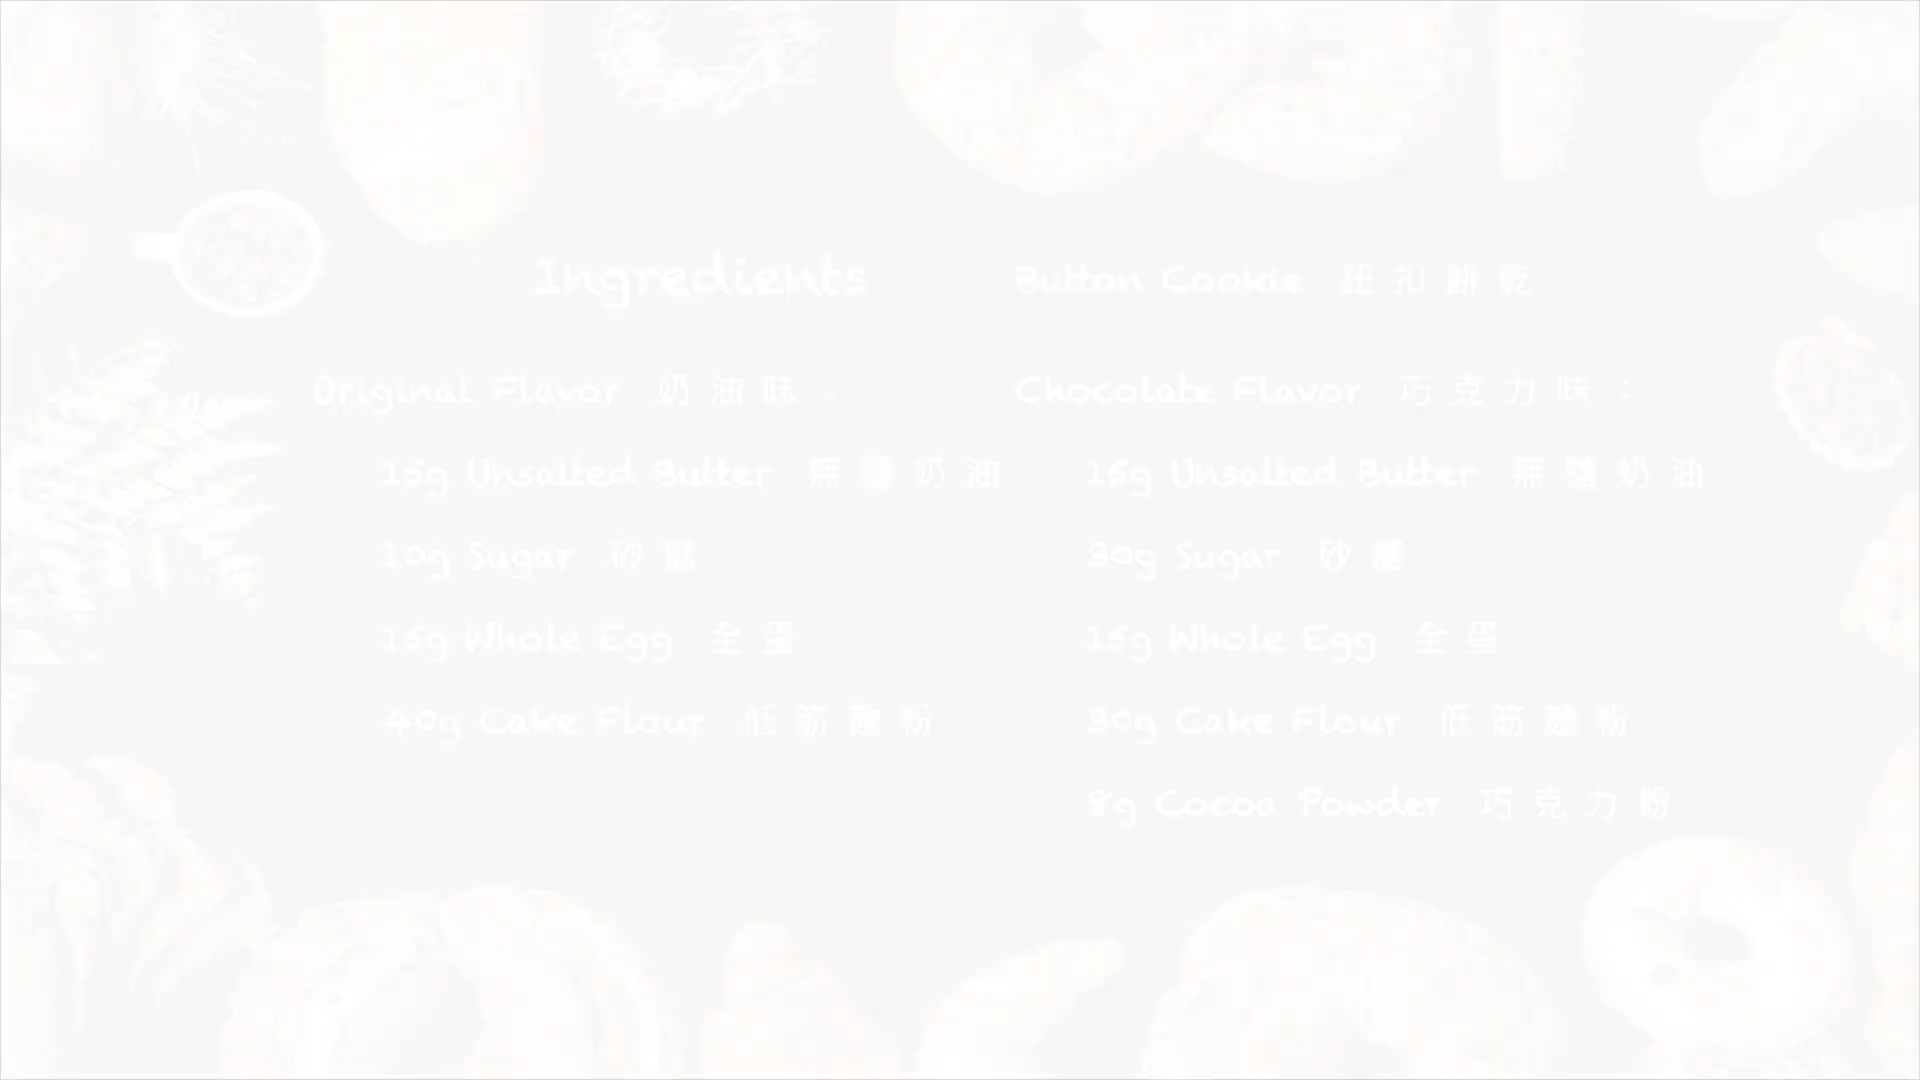 Ingredients
Button Cookie 鈕扣餅乾
Original Flavor 奶油味
15g Unsalted Butter 無鹽奶油
10g Sugar 砂糖
15g Whole Egg 全蛋
40g Cake Flour 低筋麵粉
Chocolate Flavor 巧克力味：
15g Unsalted Butter 無鹽奶油
30g Sugar 砂糖
15g Whole Egg 全蛋
30g Cake Flour 低筋麵粉
8g Cocoa Powder 巧克力粉